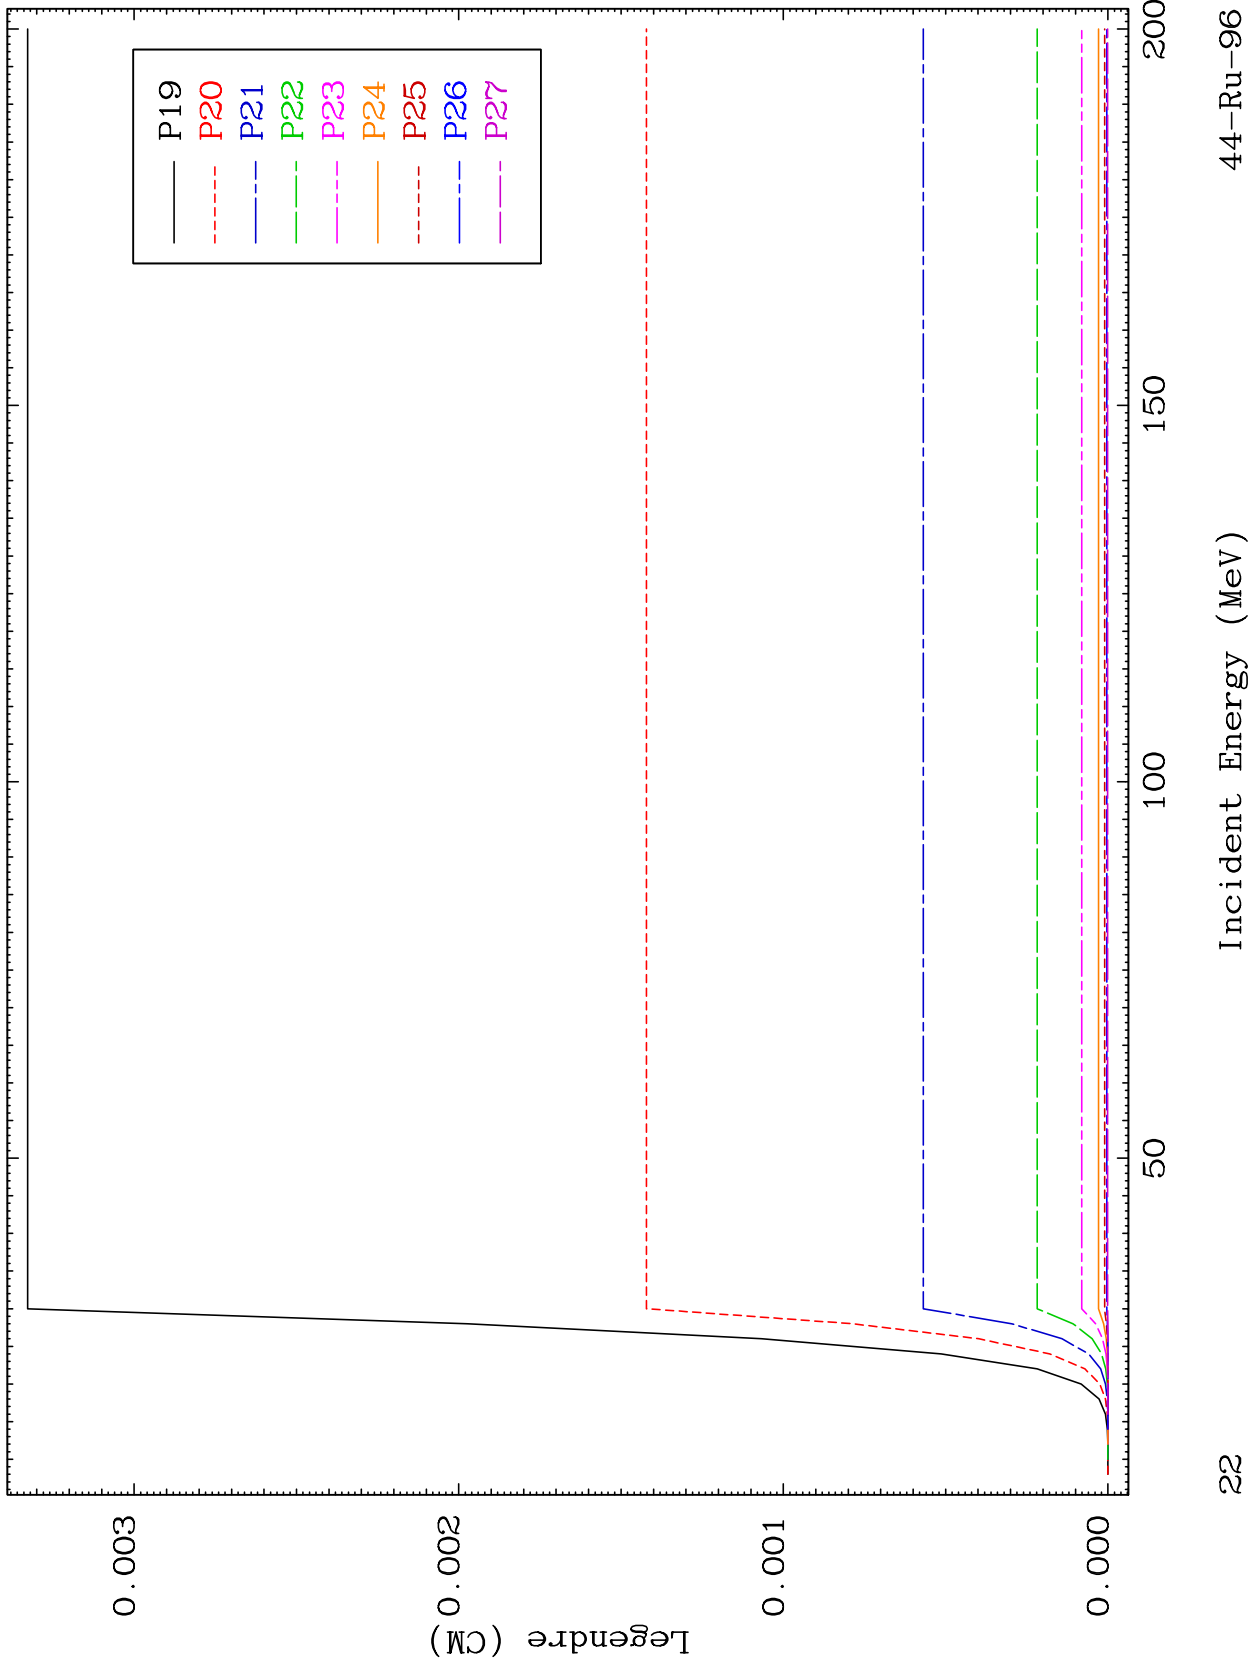 Legendre (CM)
0.003
0.002
0.001
0.000
P19
P20
P21
P22
P23
P24
P25
P26
P27
50
100
150
200
Incident Energy (MeV)
22
44-Ru-96